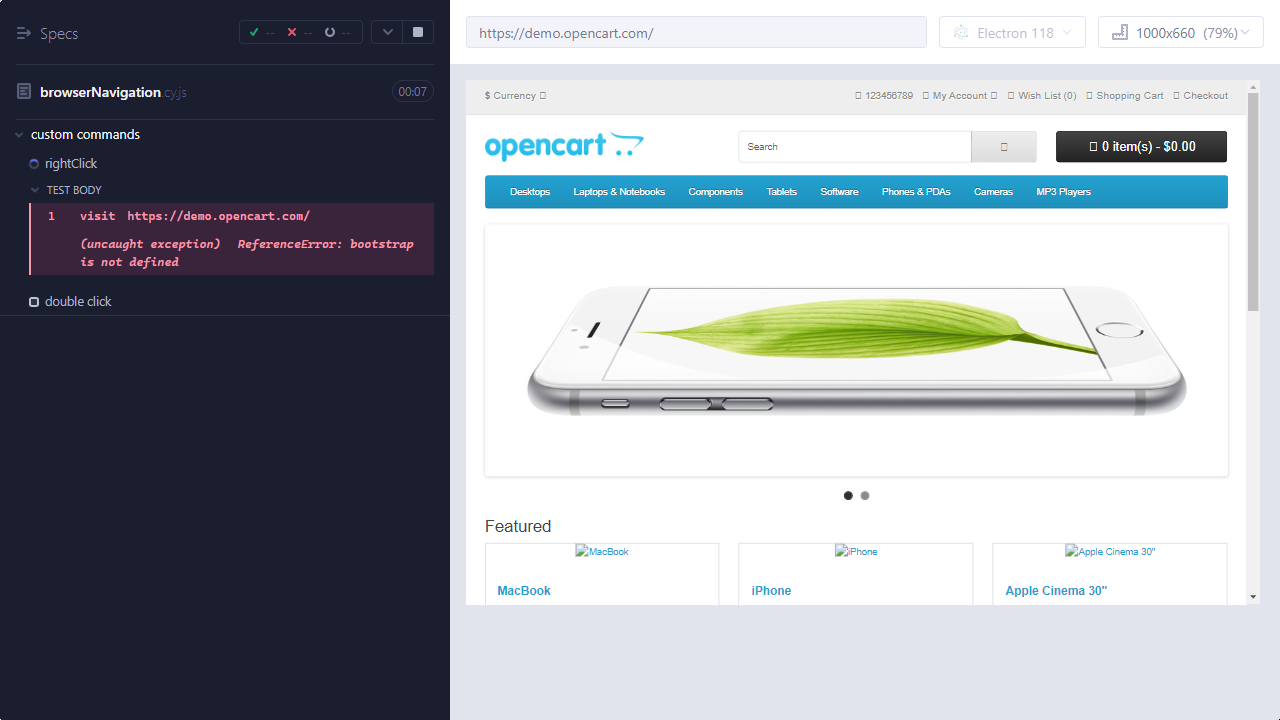 Specs
-- -- --
browserNavigation.cy.js
00:07
custom commands
rightClick
TEST BODY
1 visit https://demo.opencart.com/
(uncaught exception) ReferenceError: bootstrap
is not defined
double click
https://demo.opencart.com/
Electron 118
1000x660 (79%)
$ Currency
123456789 My Account Wish List (0) Shopping Cart Checkout
opencart
Search
0 item(s) - $0.00
Desktops Laptops & Notebooks Components Tablets Software Phones & PDAs Cameras MP3 Players
Featured
MacBook iPhone Apple Cinema 30"
MacBook iPhone Apple Cinema 30"